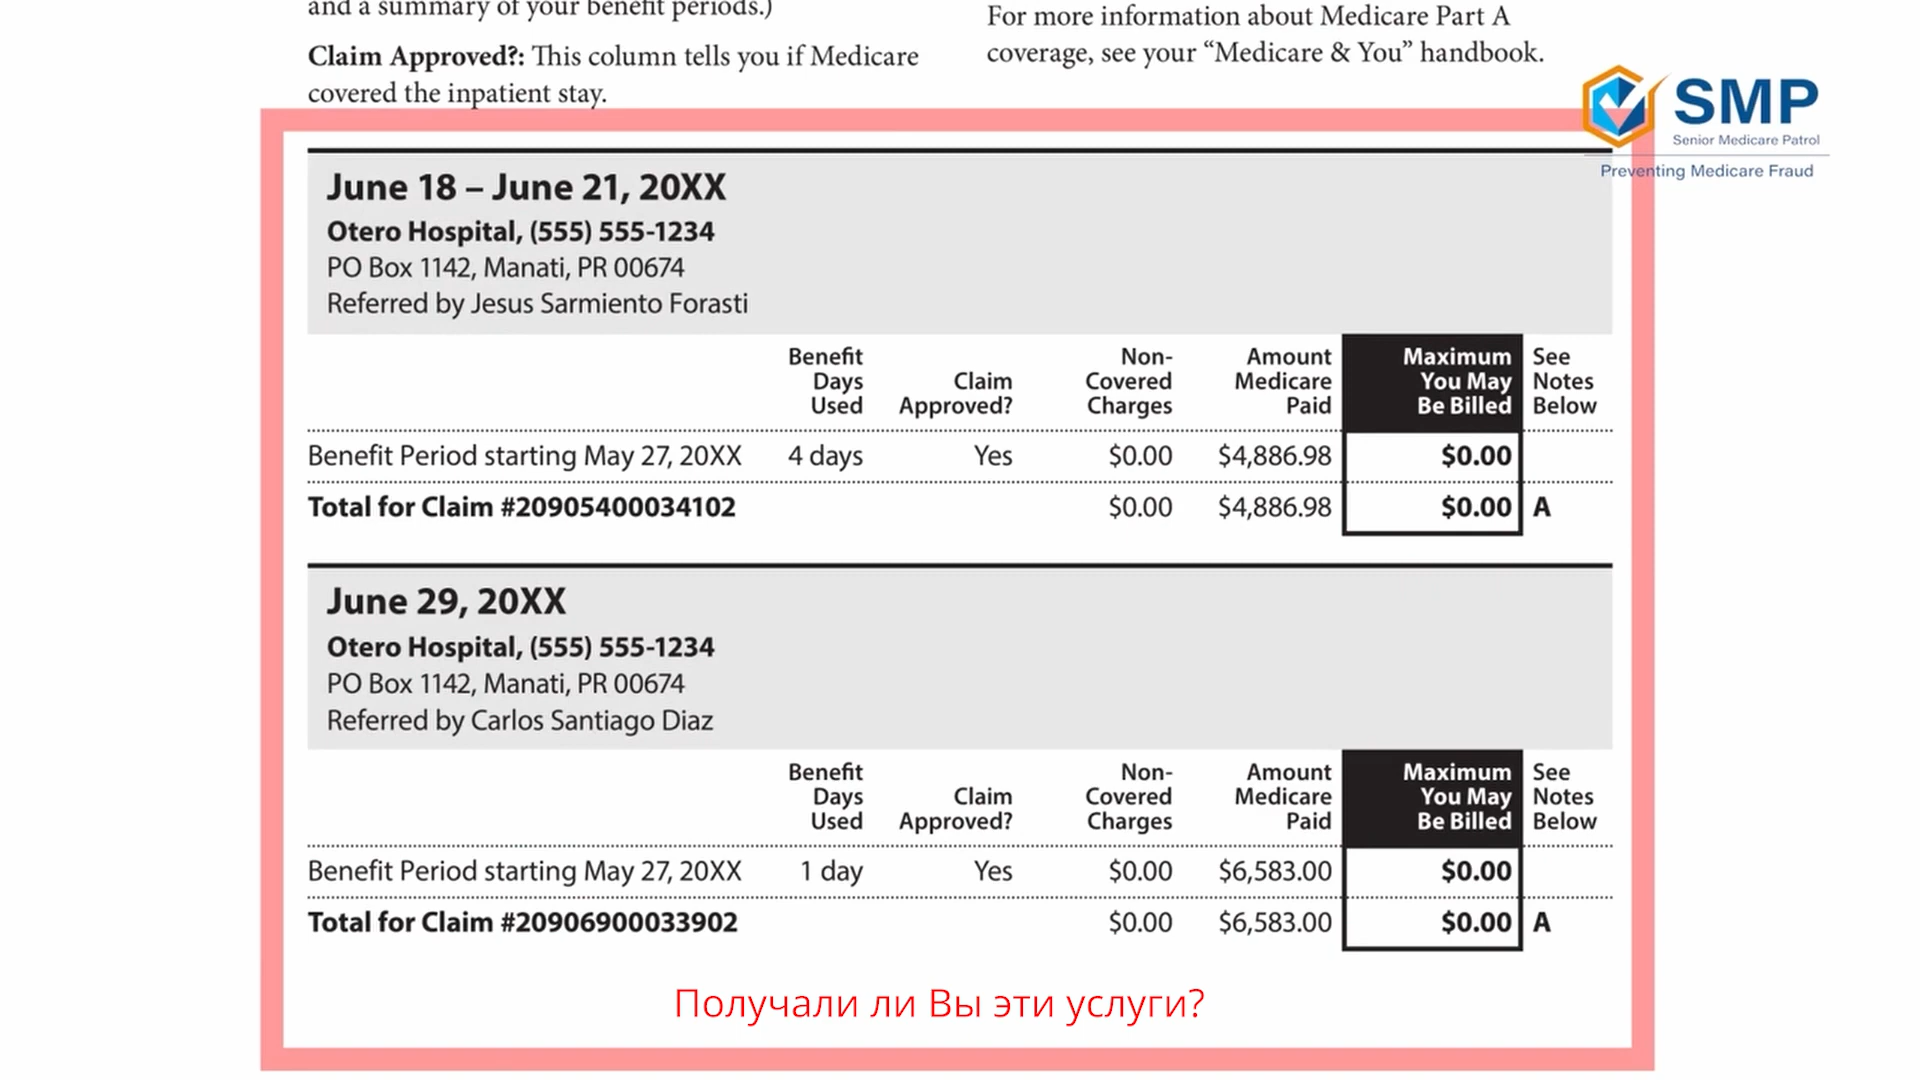 and a summary of your benefit periods.)
Claim Approved?: This column tells you if Medicare
covered the inpatient stay.
For more information about Medicare Part A
coverage, see your “Medicare & You” handbook.
SMP
Senior Medicare Patrol
Preventing Medicare Fraud
June 18 – June 21, 20XX
Otero Hospital, (555) 555-1234
PO Box 1142, Manati, PR 00674
Referred by Jesus Sarmiento Forasti
Benefit Days Used Claim Approved? Non-Covered Charges Amount Medicare Paid Maximum You May Be Billed See Notes Below
Benefit Period starting May 27, 20XX 4 days Yes $0.00 $4,886.98 $0.00
Total for Claim #20905400034102 $0.00 $4,886.98 $0.00 A
June 29, 20XX
Otero Hospital, (555) 555-1234
PO Box 1142, Manati, PR 00674
Referred by Carlos Santiago Diaz
Benefit Days Used Claim Approved? Non-Covered Charges Amount Medicare Paid Maximum You May Be Billed See Notes Below
Benefit Period starting May 27, 20XX 1 day Yes $0.00 $6,583.00 $0.00
Total for Claim #20906900033902 $0.00 $6,583.00 $0.00 A
Получали ли Вы эти услуги?